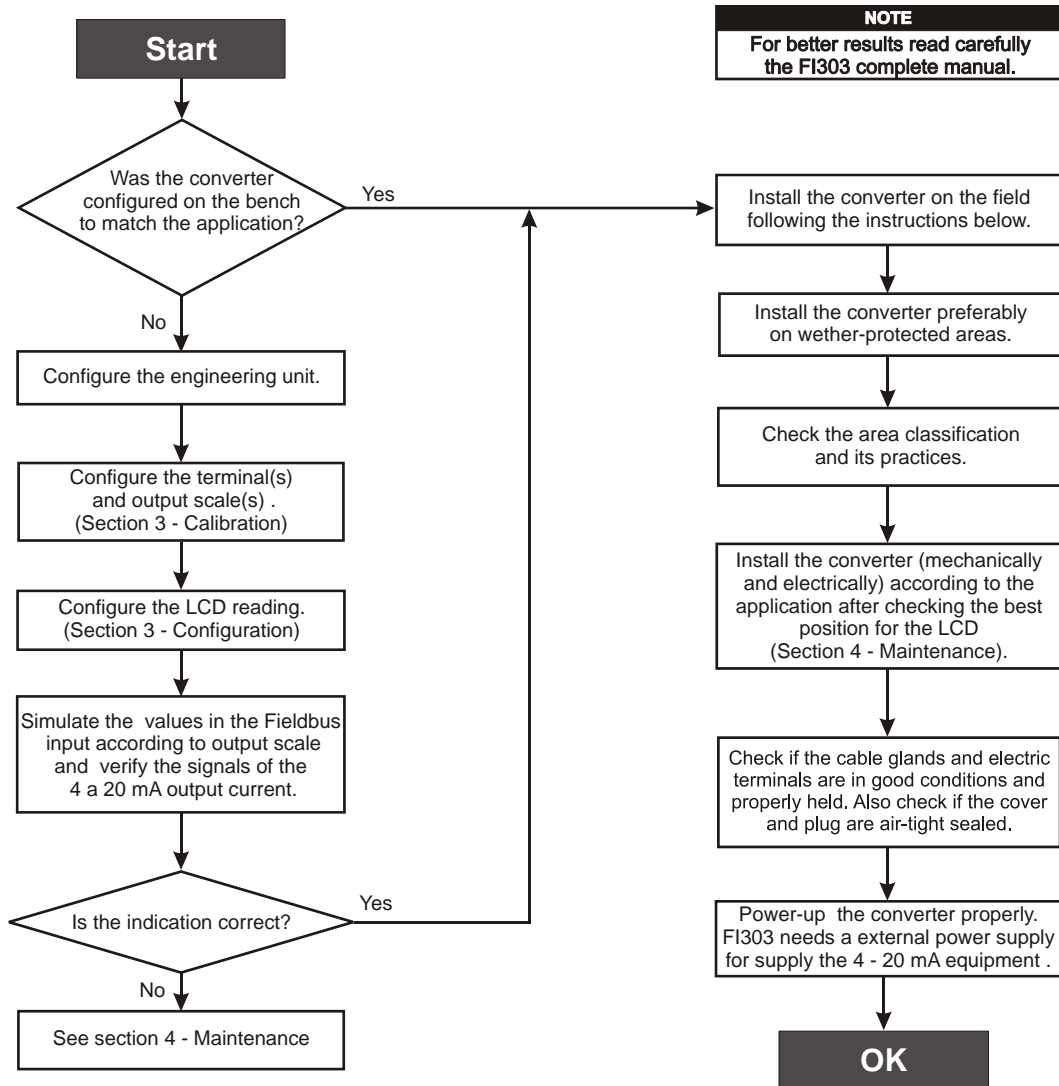 Start
Was the converter
configured on the bench
to match the application?
Yes
No
Configure the engineering unit.
Configure the terminal(s)
and output scale(s) .
(Section 3 - Calibration)
Configure the LCD reading.
(Section 3 - Configuration)
Simulate the values in the Fieldbus
input according to output scale
and verify the signals of the
4 a 20 mA output current.
Is the indication correct?
Yes
No
See section 4 - Maintenance
NOTE
For better results read carefully
the FI303 complete manual.
Install the converter on the field
following the instructions below.
Install the converter preferably
on wether-protected areas.
Check the area classification
and its practices.
Install the converter (mechanically
and electrically) according to the
application after checking the best
position for the LCD
(Section 4 - Maintenance).
Check if the cable glands and electric
terminals are in good conditions and
properly held. Also check if the cover
and plug are air-tight sealed.
Power-up the converter properly.
FI303 needs a external power supply
for supply the 4 - 20 mA equipment .
OK